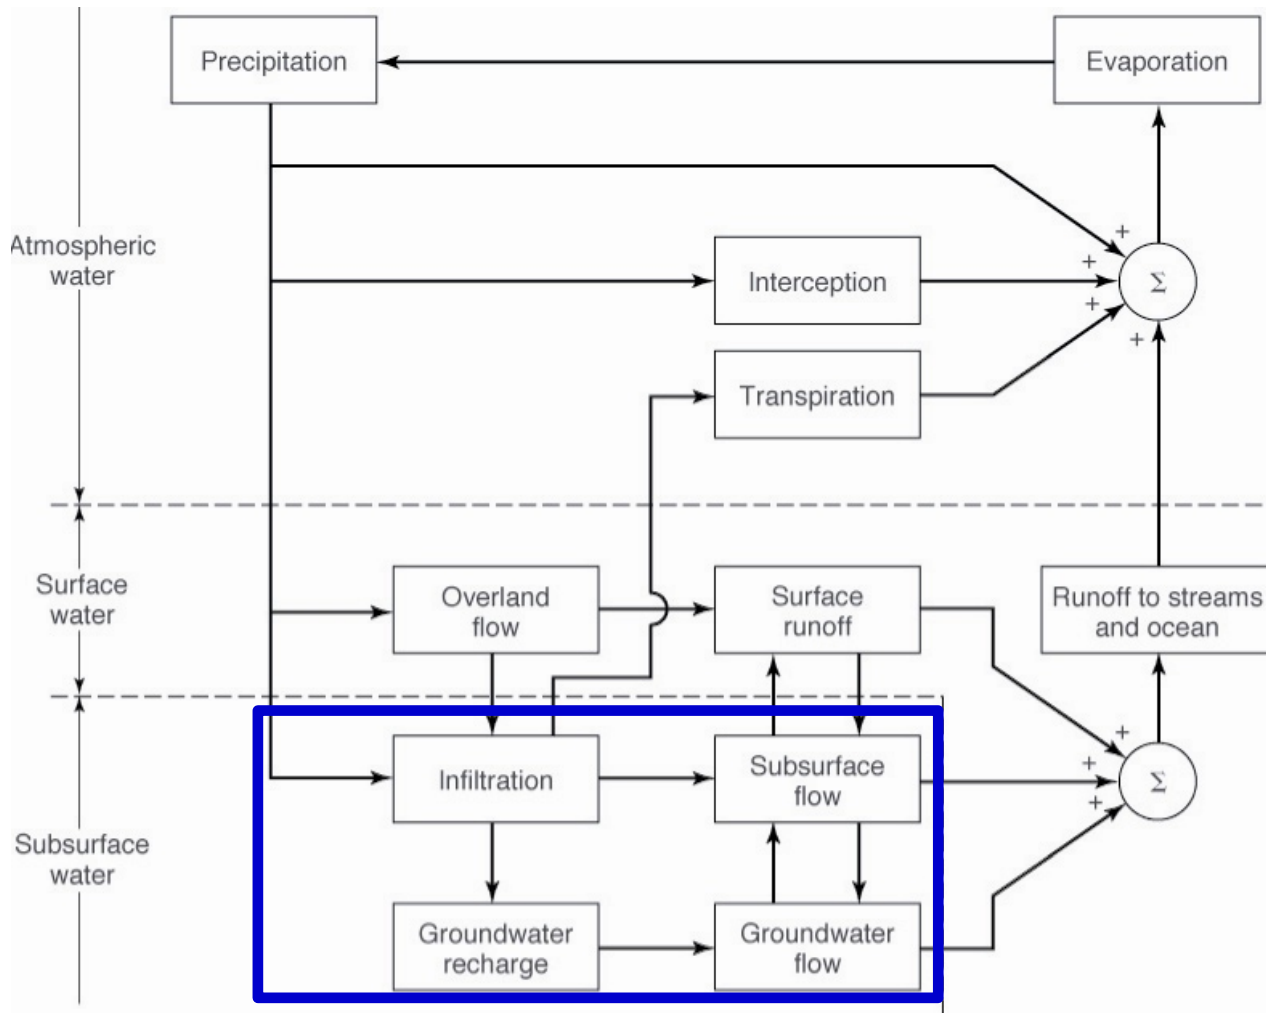 Precipitation
Evaporation
+
Atmospheric
water
+
Interception
Σ
+
+
Transpiration
Surface
water
Overland
flow
Surface
runoff
Runoff to streams
and ocean
+
Infiltration
Subsurface
flow
+
Σ
+
Subsurface
water
Groundwater
recharge
Groundwater
flow